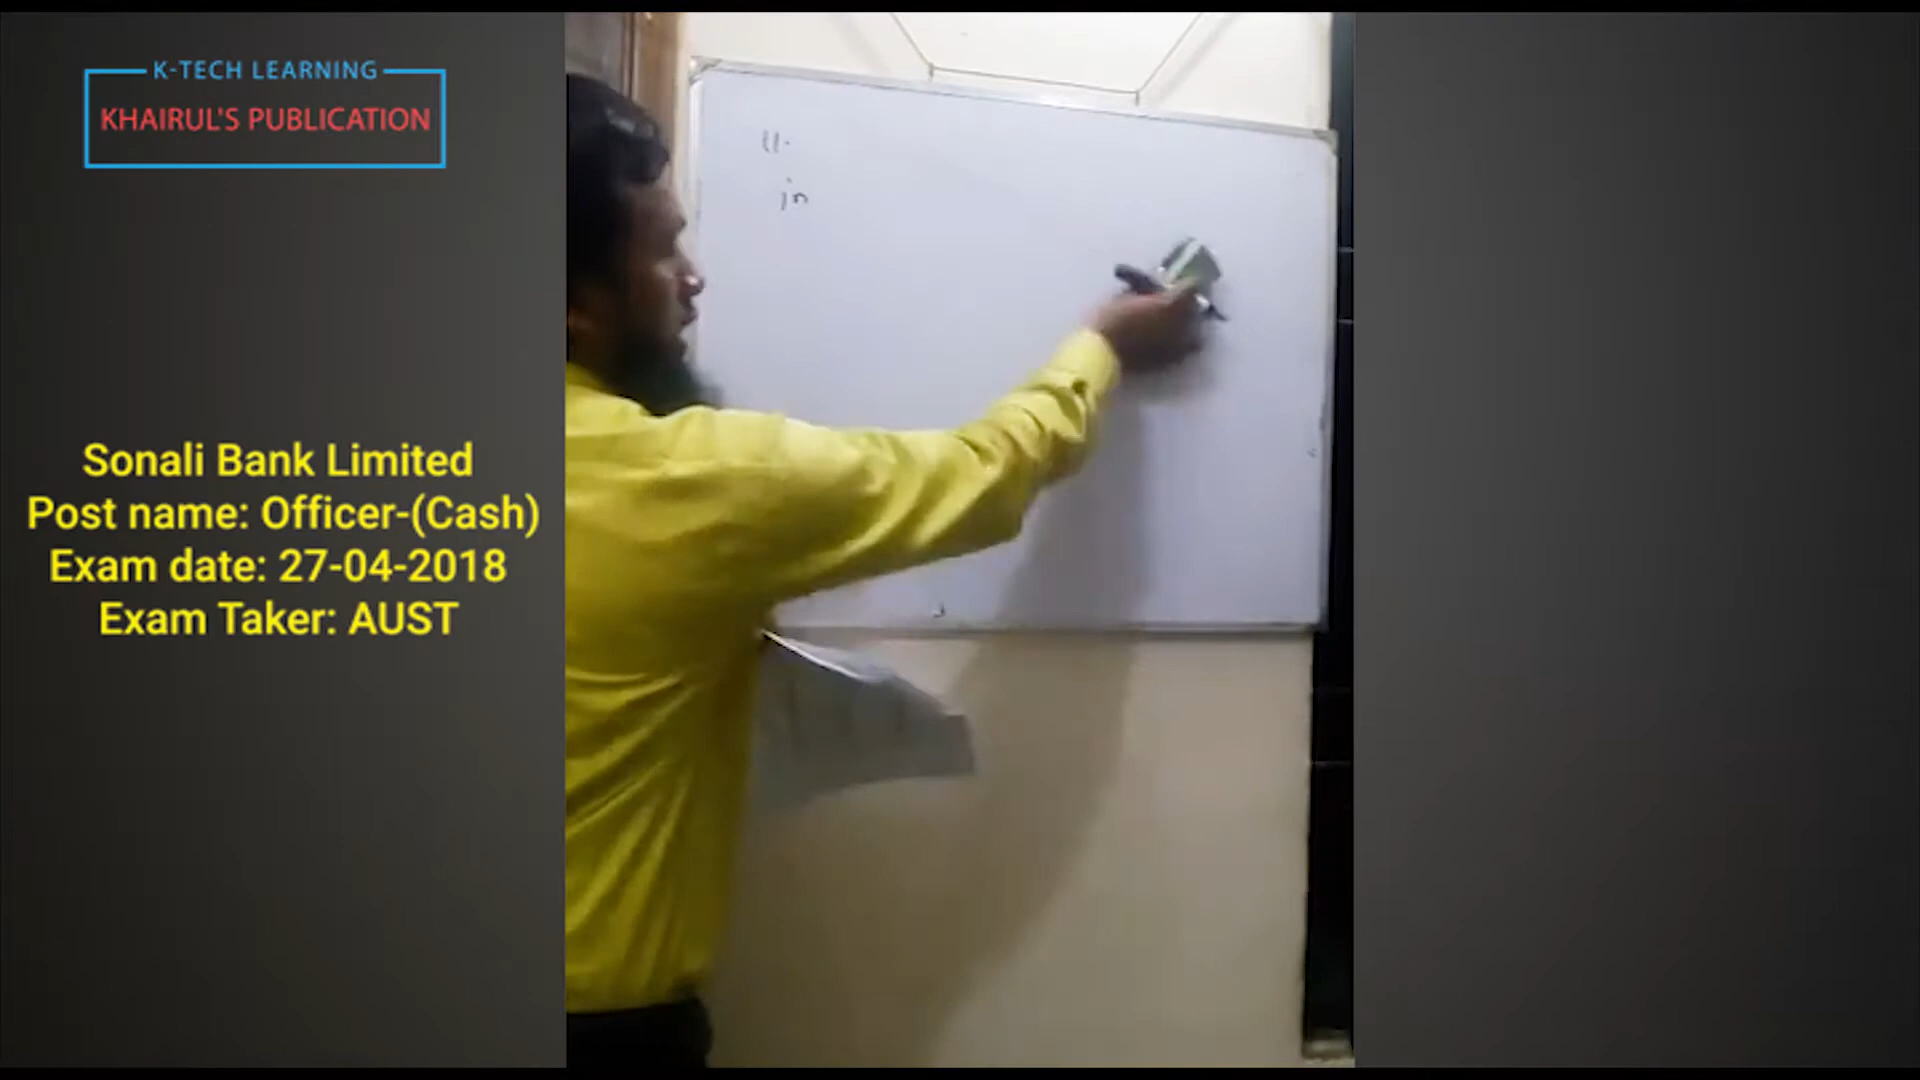 K-TECH LEARNING
KHAIRUL'S PUBLICATION
Sonali Bank Limited
Post name: Officer-(Cash)
Exam date: 27-04-2018
Exam Taker: AUST
in